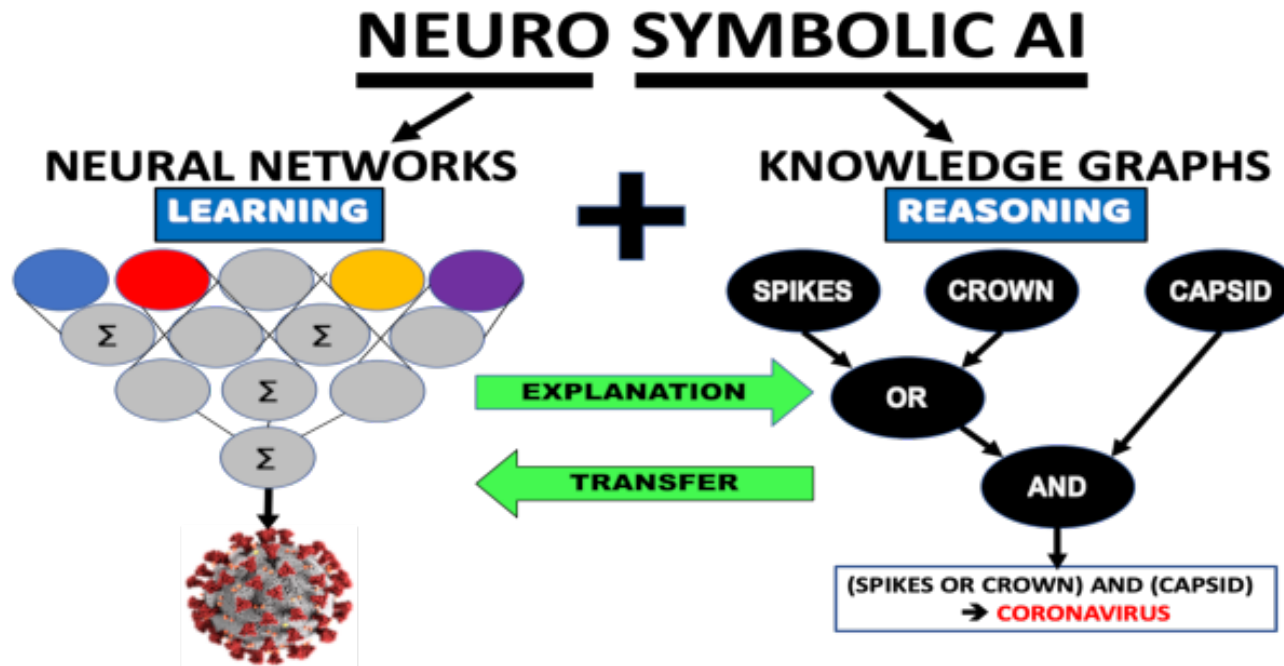 NEURO SYMBOLIC AI
NEURAL NETWORKS
LEARNING
Σ
Σ
Σ
Σ
EXPLANATION
TRANSFER
KNOWLEDGE GRAPHS
REASONING
SPIKES
CROWN
CAPSID
OR
AND
(SPIKES OR CROWN) AND (CAPSID)
➔ CORONAVIRUS